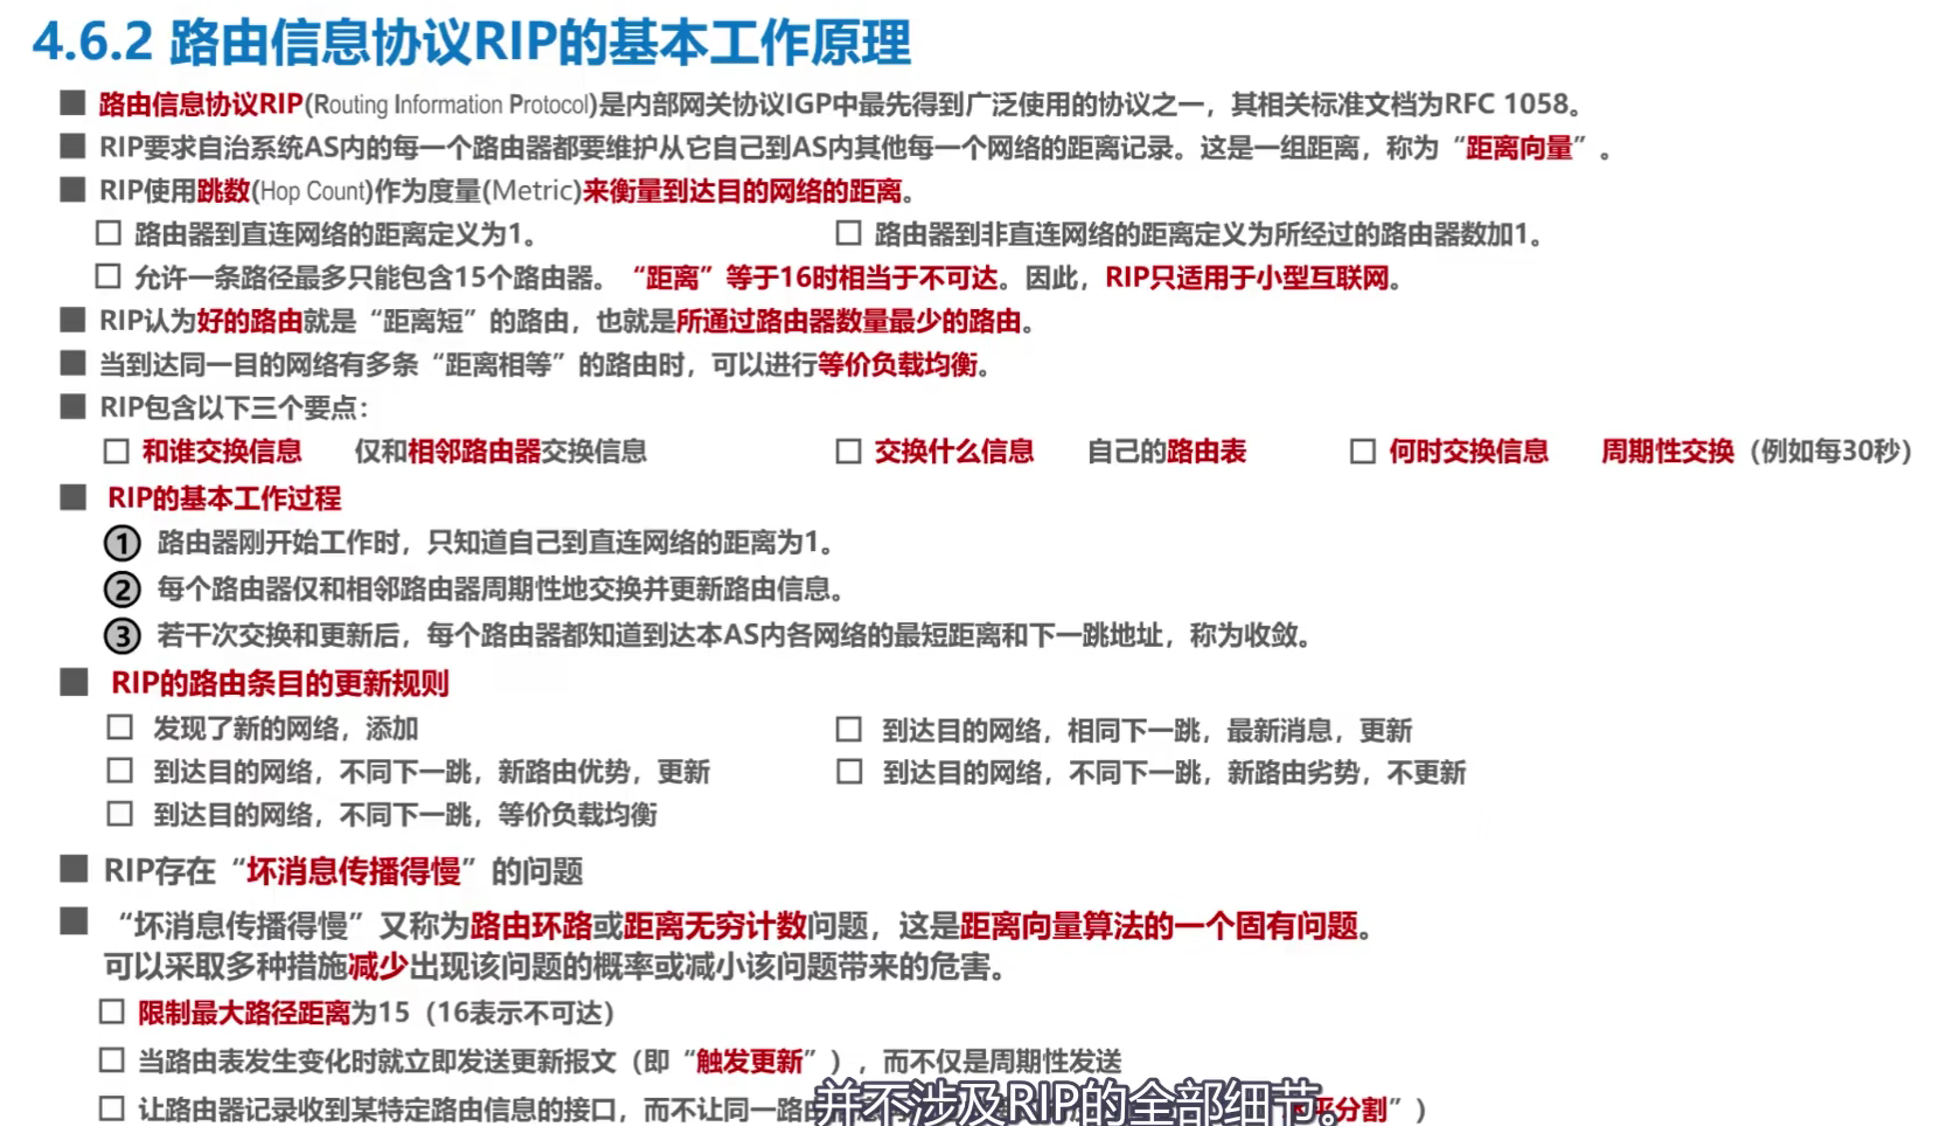 4.6.2 路由信息协议RIP的基本工作原理
路由信息协议RIP(Routing Information Protocol)是内部网关协议IGP中最先得到广泛使用的协议之一，其相关标准文档为RFC 1058。
RIP要求自治系统AS内的每一个路由器都要维护从它自己到AS内其他每一个网络的距离记录。这是一组距离，称为“距离向量”。
RIP使用跳数(Hop Count)作为度量(Metric)来衡量到达目的网络的距离。
路由器到直连网络的距离定义为1。
路由器到非直连网络的距离定义为所经过的路由器数加1。
允许一条路径最多只能包含15个路由器。“距离”等于16时相当于不可达。因此，RIP只适用于小型互联网。
RIP认为好的路由就是“距离短”的路由，也就是所通过路由器数量最少的路由。
当到达同一目的网络有多条“距离相等”的路由时，可以进行等价负载均衡。
RIP包含以下三个要点：
和谁交换信息 仅和相邻路由器交换信息
交换什么信息 自己的路由表
何时交换信息 周期性交换（例如每30秒）
RIP的基本工作过程
① 路由器刚开始工作时，只知道自己到直连网络的距离为1。
② 每个路由器仅和相邻路由器周期性地交换并更新路由信息。
③ 若干次交换和更新后，每个路由器都知道到达本AS内各网络的最短距离和下一跳地址，称为收敛。
RIP的路由条目的更新规则
发现了新的网络，添加
到达目的网络，相同下一跳，最新消息，更新
到达目的网络，不同下一跳，新路由优势，更新
到达目的网络，不同下一跳，新路由劣势，不更新
到达目的网络，不同下一跳，等价负载均衡
RIP存在“坏消息传播得慢”的问题
“坏消息传播得慢”又称为路由环路或距离无穷计数问题，这是距离向量算法的一个固有问题。
可以采取多种措施减少出现该问题的概率或减小该问题带来的危害。
限制最大路径距离为15（16表示不可达）
当路由表发生变化时就立即发送更新报文（即“触发更新”），而不仅是周期性发送
让路由器记录收到某特定路由信息的接口，而不让同一路由 平分割”）
并不涉及RIP的全部细节。